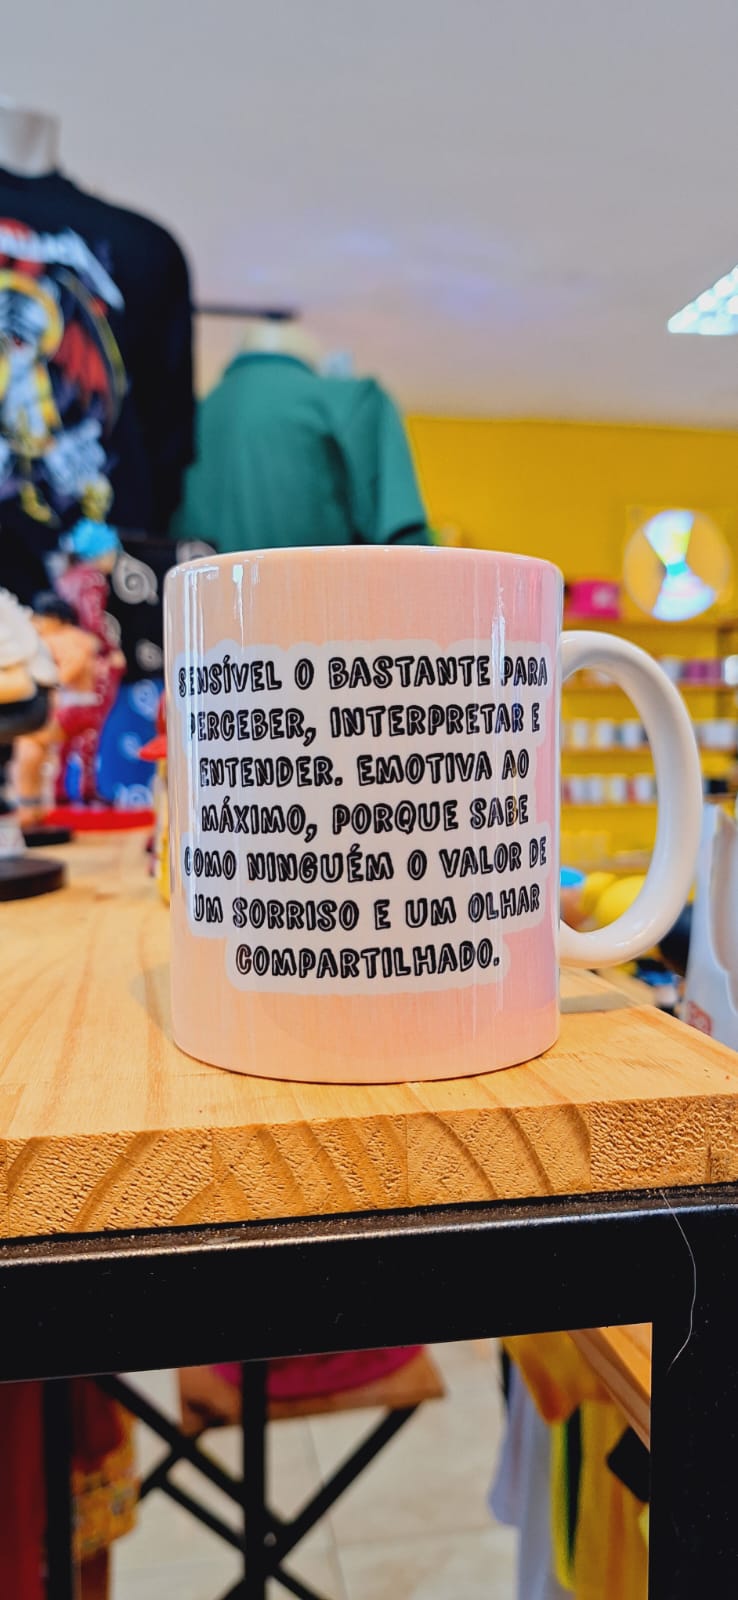 SENSÍVEL O BASTANTE PARA
PERCEBER, INTERPRETAR E
ENTENDER. EMOTIVA AO
MÁXIMO, PORQUE SABE
COMO NINGUÉM O VALOR DE
UM SORRISO E UM OLHAR
COMPARTILHADO.